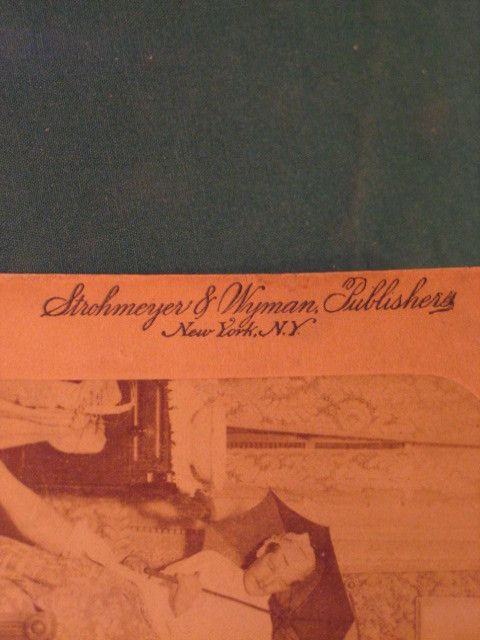 Strohmeyer & Wyman, Publishers
New York, N.Y.